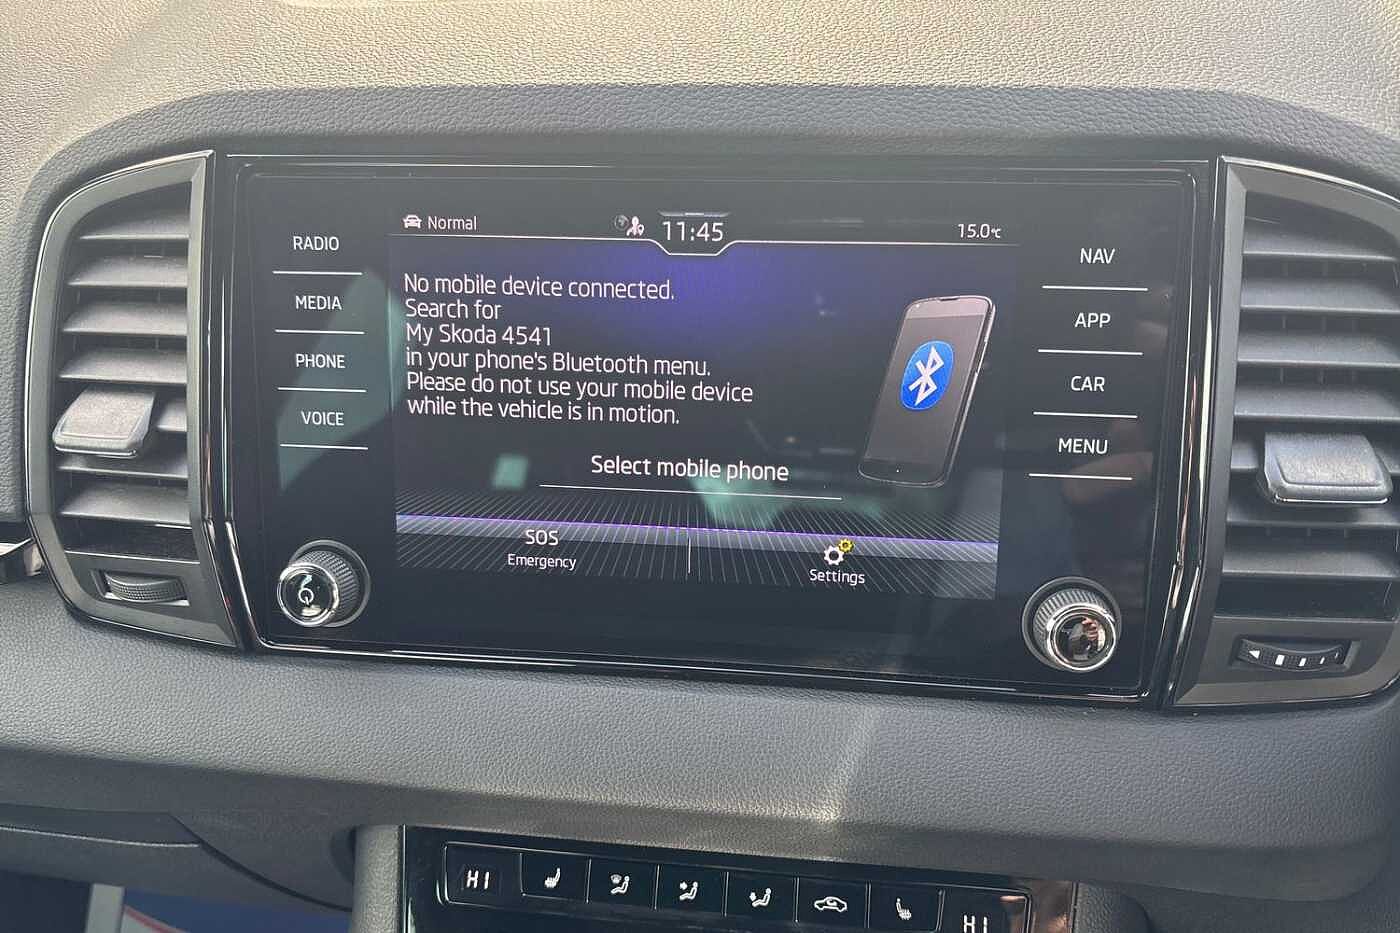 Normal
11:45
15.0°C
RADIO
MEDIA
PHONE
VOICE
No mobile device connected.
Search for
My Skoda 4541
in your phone's Bluetooth menu.
Please do not use your mobile device
while the vehicle is in motion.
Select mobile phone
SOS
Emergency
Settings
NAV
APP
CAR
MENU
HI
HI